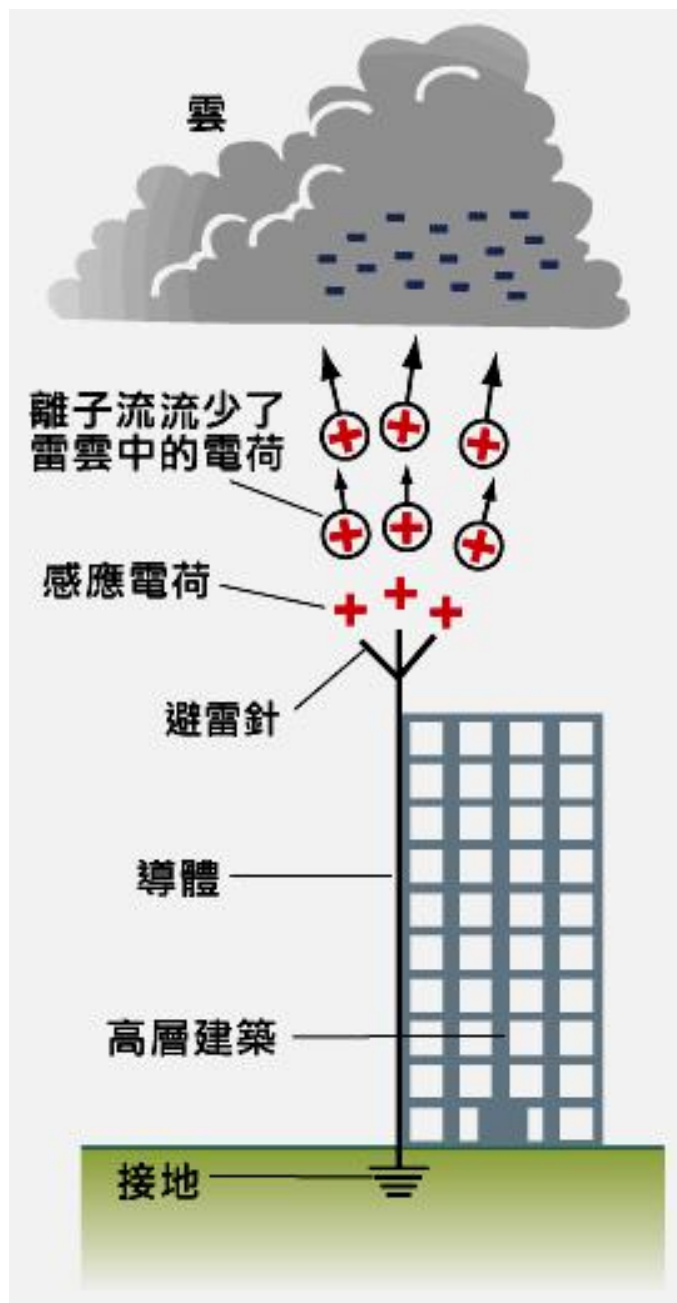 雲
離子流流少了
雷雲中的電荷
感應電荷
避雷針
導體
高層建築
接地